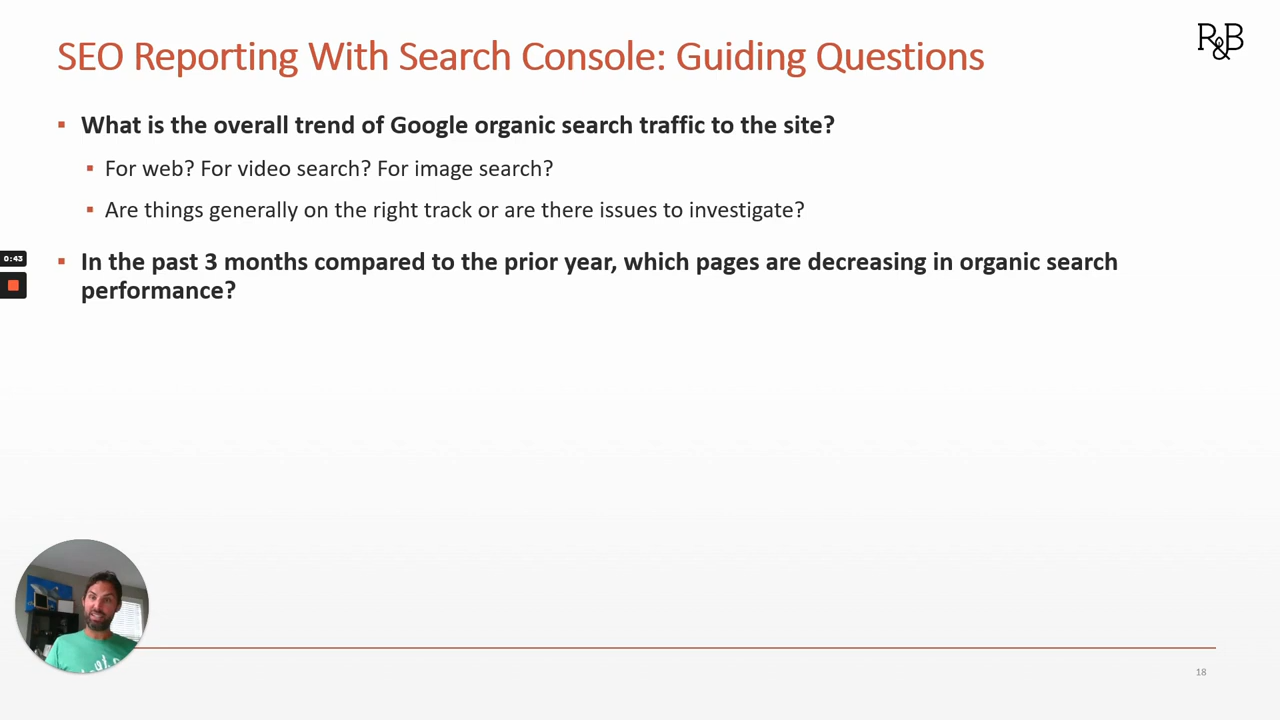 SEO Reporting With Search Console: Guiding Questions
R&B
▪ What is the overall trend of Google organic search traffic to the site?
▪ For web? For video search? For image search?
▪ Are things generally on the right track or are there issues to investigate?
0:43
▪ In the past 3 months compared to the prior year, which pages are decreasing in organic search
performance?
18